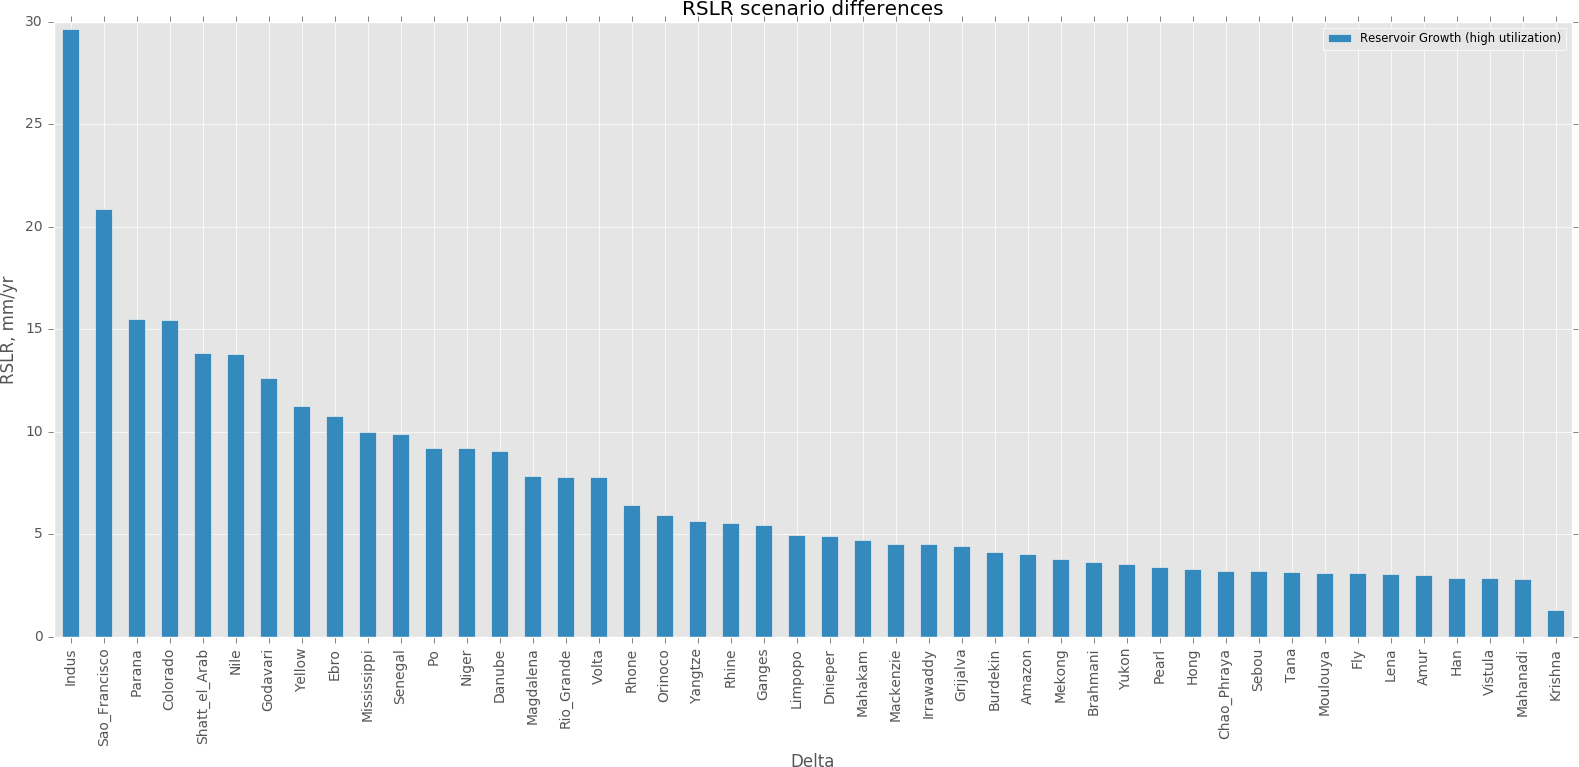 RSLR scenario differences
Reservoir Growth (high utilization)
RSLR, mm/yr
30
25
20
15
10
5
0
Indus
Sao_Francisco
Parana
Colorado
Shatt_el_Arab
Nile
Godavari
Yellow
Ebro
Mississippi
Senegal
Po
Niger
Danube
Magdalena
Rio_Grande
Volta
Rhone
Orinoco
Yangtze
Rhine
Ganges
Limpopo
Dnieper
Mahakam
Mackenzie
Irrawaddy
Grijalva
Burdekin
Amazon
Mekong
Brahmani
Yukon
Pearl
Hong
Chao_Phraya
Sebou
Tana
Moulouya
Fly
Lena
Amur
Han
Vistula
Mahanadi
Krishna
Delta